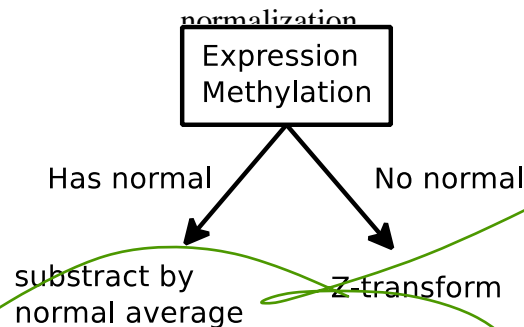 normalization
Expression
Methylation
Has normal
No normal
substract by
normal average
Z-transform